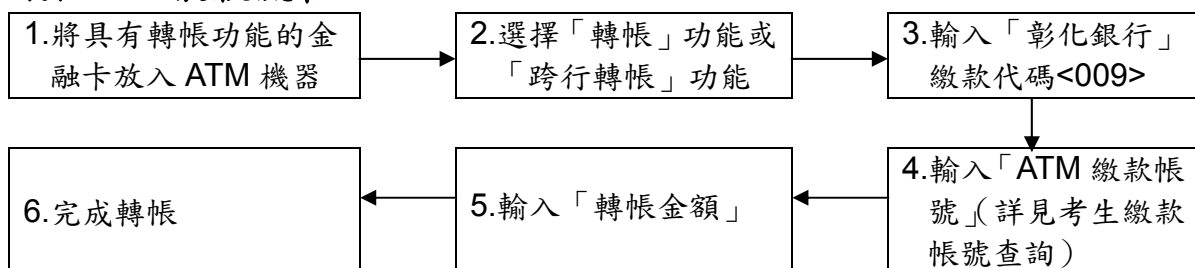 1.將具有轉帳功能的金
融卡放入 ATM 機器
2.選擇「轉帳」功能或
「跨行轉帳」功能
3.輸入「彰化銀行」
繳款代碼<009>
4.輸入「ATM 繳款帳
號」(詳見考生繳款
帳號查詢)
5.輸入「轉帳金額」
6.完成轉帳